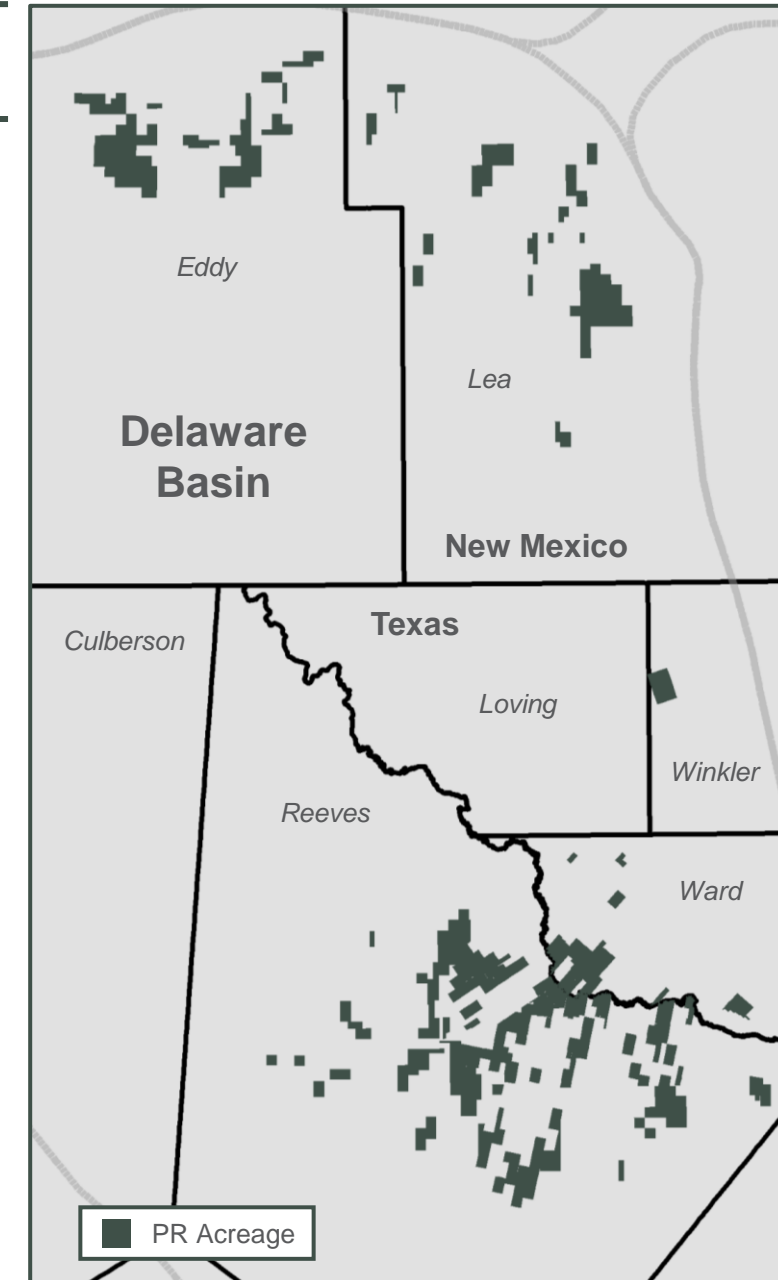 Eddy
Lea
Delaware
Basin
New Mexico
Texas
Culberson
Loving
Winkler
Reeves
Ward
PR Acreage